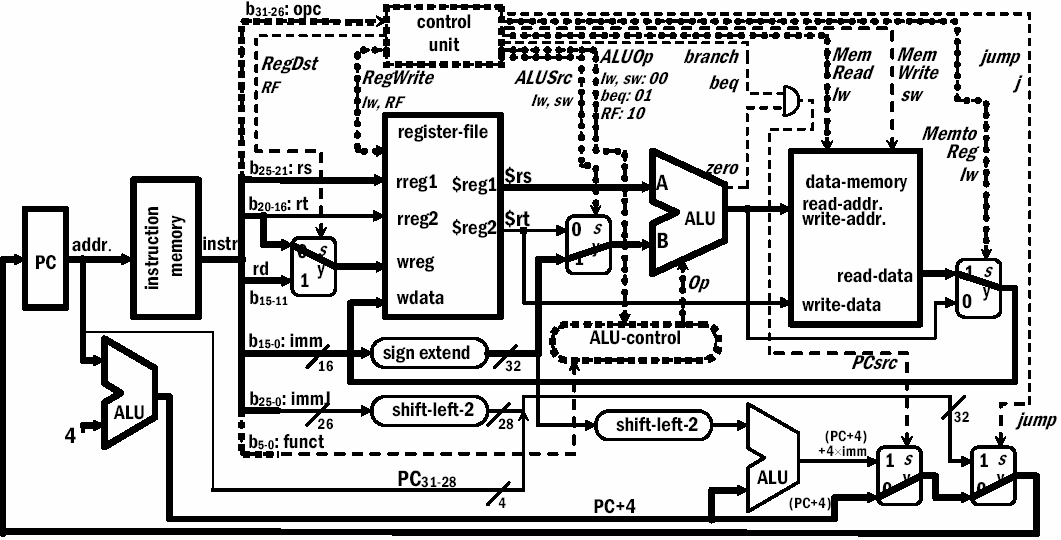 b31-26: opc
control
unit
RegDst
RF
RegWrite
lw, RF
ALUSrc
lw, sw
ALUOp
lw, sw: 00
beq: 01
RF: 10
branch
beq
Mem
Read
lw
Mem
Write
sw
jump
j
Memto
Reg
lw
register-file
b25-21: rs
rreg1
$reg1
$rs
A
zero
data-memory
read-addr.
write-addr.
b20-16: rt
rreg2
$reg2
$rt
ALU
PC
addr.
instruction
memory
instr
0
s
y
1
rd
b15-11
wreg
wdata
0
s
y
1
B
Op
read-data
write-data
1
s
y
0
b15-0: imm
16
sign extend
32
ALU-control
PCsrc
ALU
4
b25-0: imml
26
shift-left-2
28
shift-left-2
32
jump
b5-0: funct
PC31-28
4
ALU
(PC+4)
+4×imm
(PC+4)
1
s
y
0
1
s
y
0
PC+4